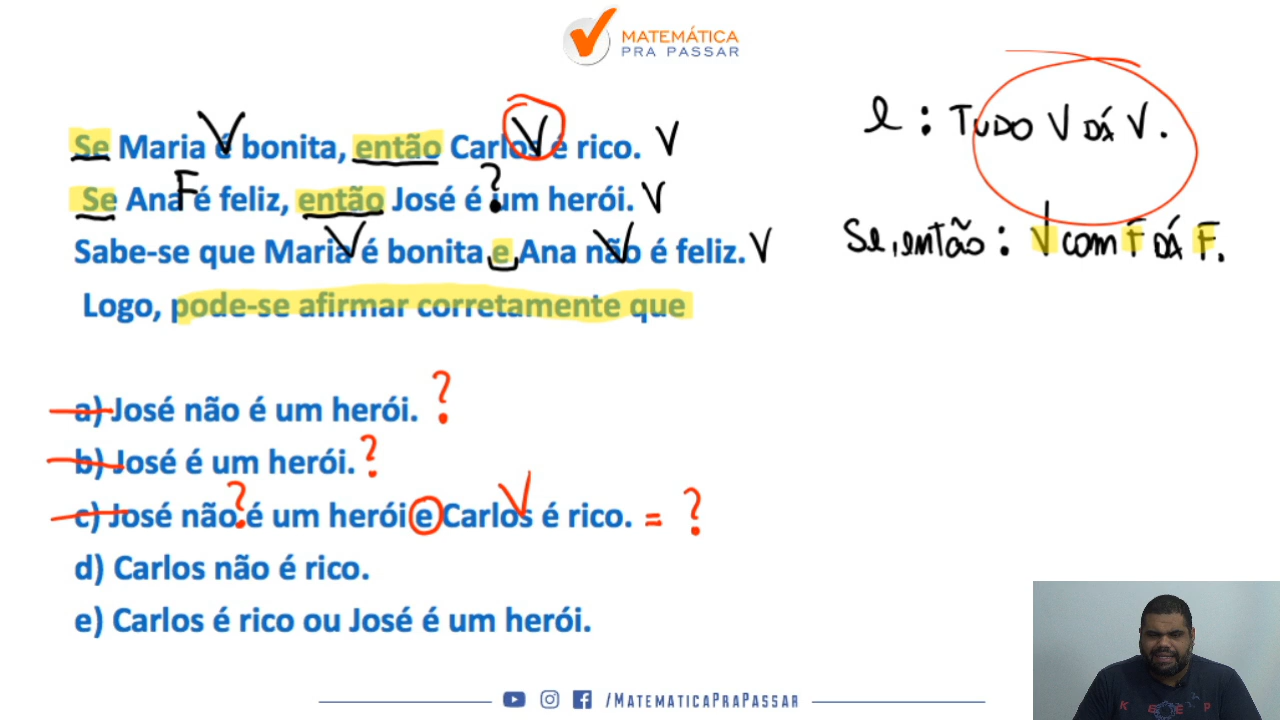 MATEMÁTICA
PRA PASSAR
e : TUDO V DÁ V.
V V V
Se Maria é bonita, então Carlos é rico.
F ? V
Se Ana é feliz, então José é um herói.
Se, então : V com F DÁ F.
V V V
Sabe-se que Maria é bonita e Ana não é feliz.
Logo, pode-se afirmar corretamente que
a) José não é um herói. ?
b) José é um herói. ?
? V
c) José não é um herói e Carlos é rico. = ?
d) Carlos não é rico.
e) Carlos é rico ou José é um herói.
/MATEMATICAPRAPASSAR
K E E P